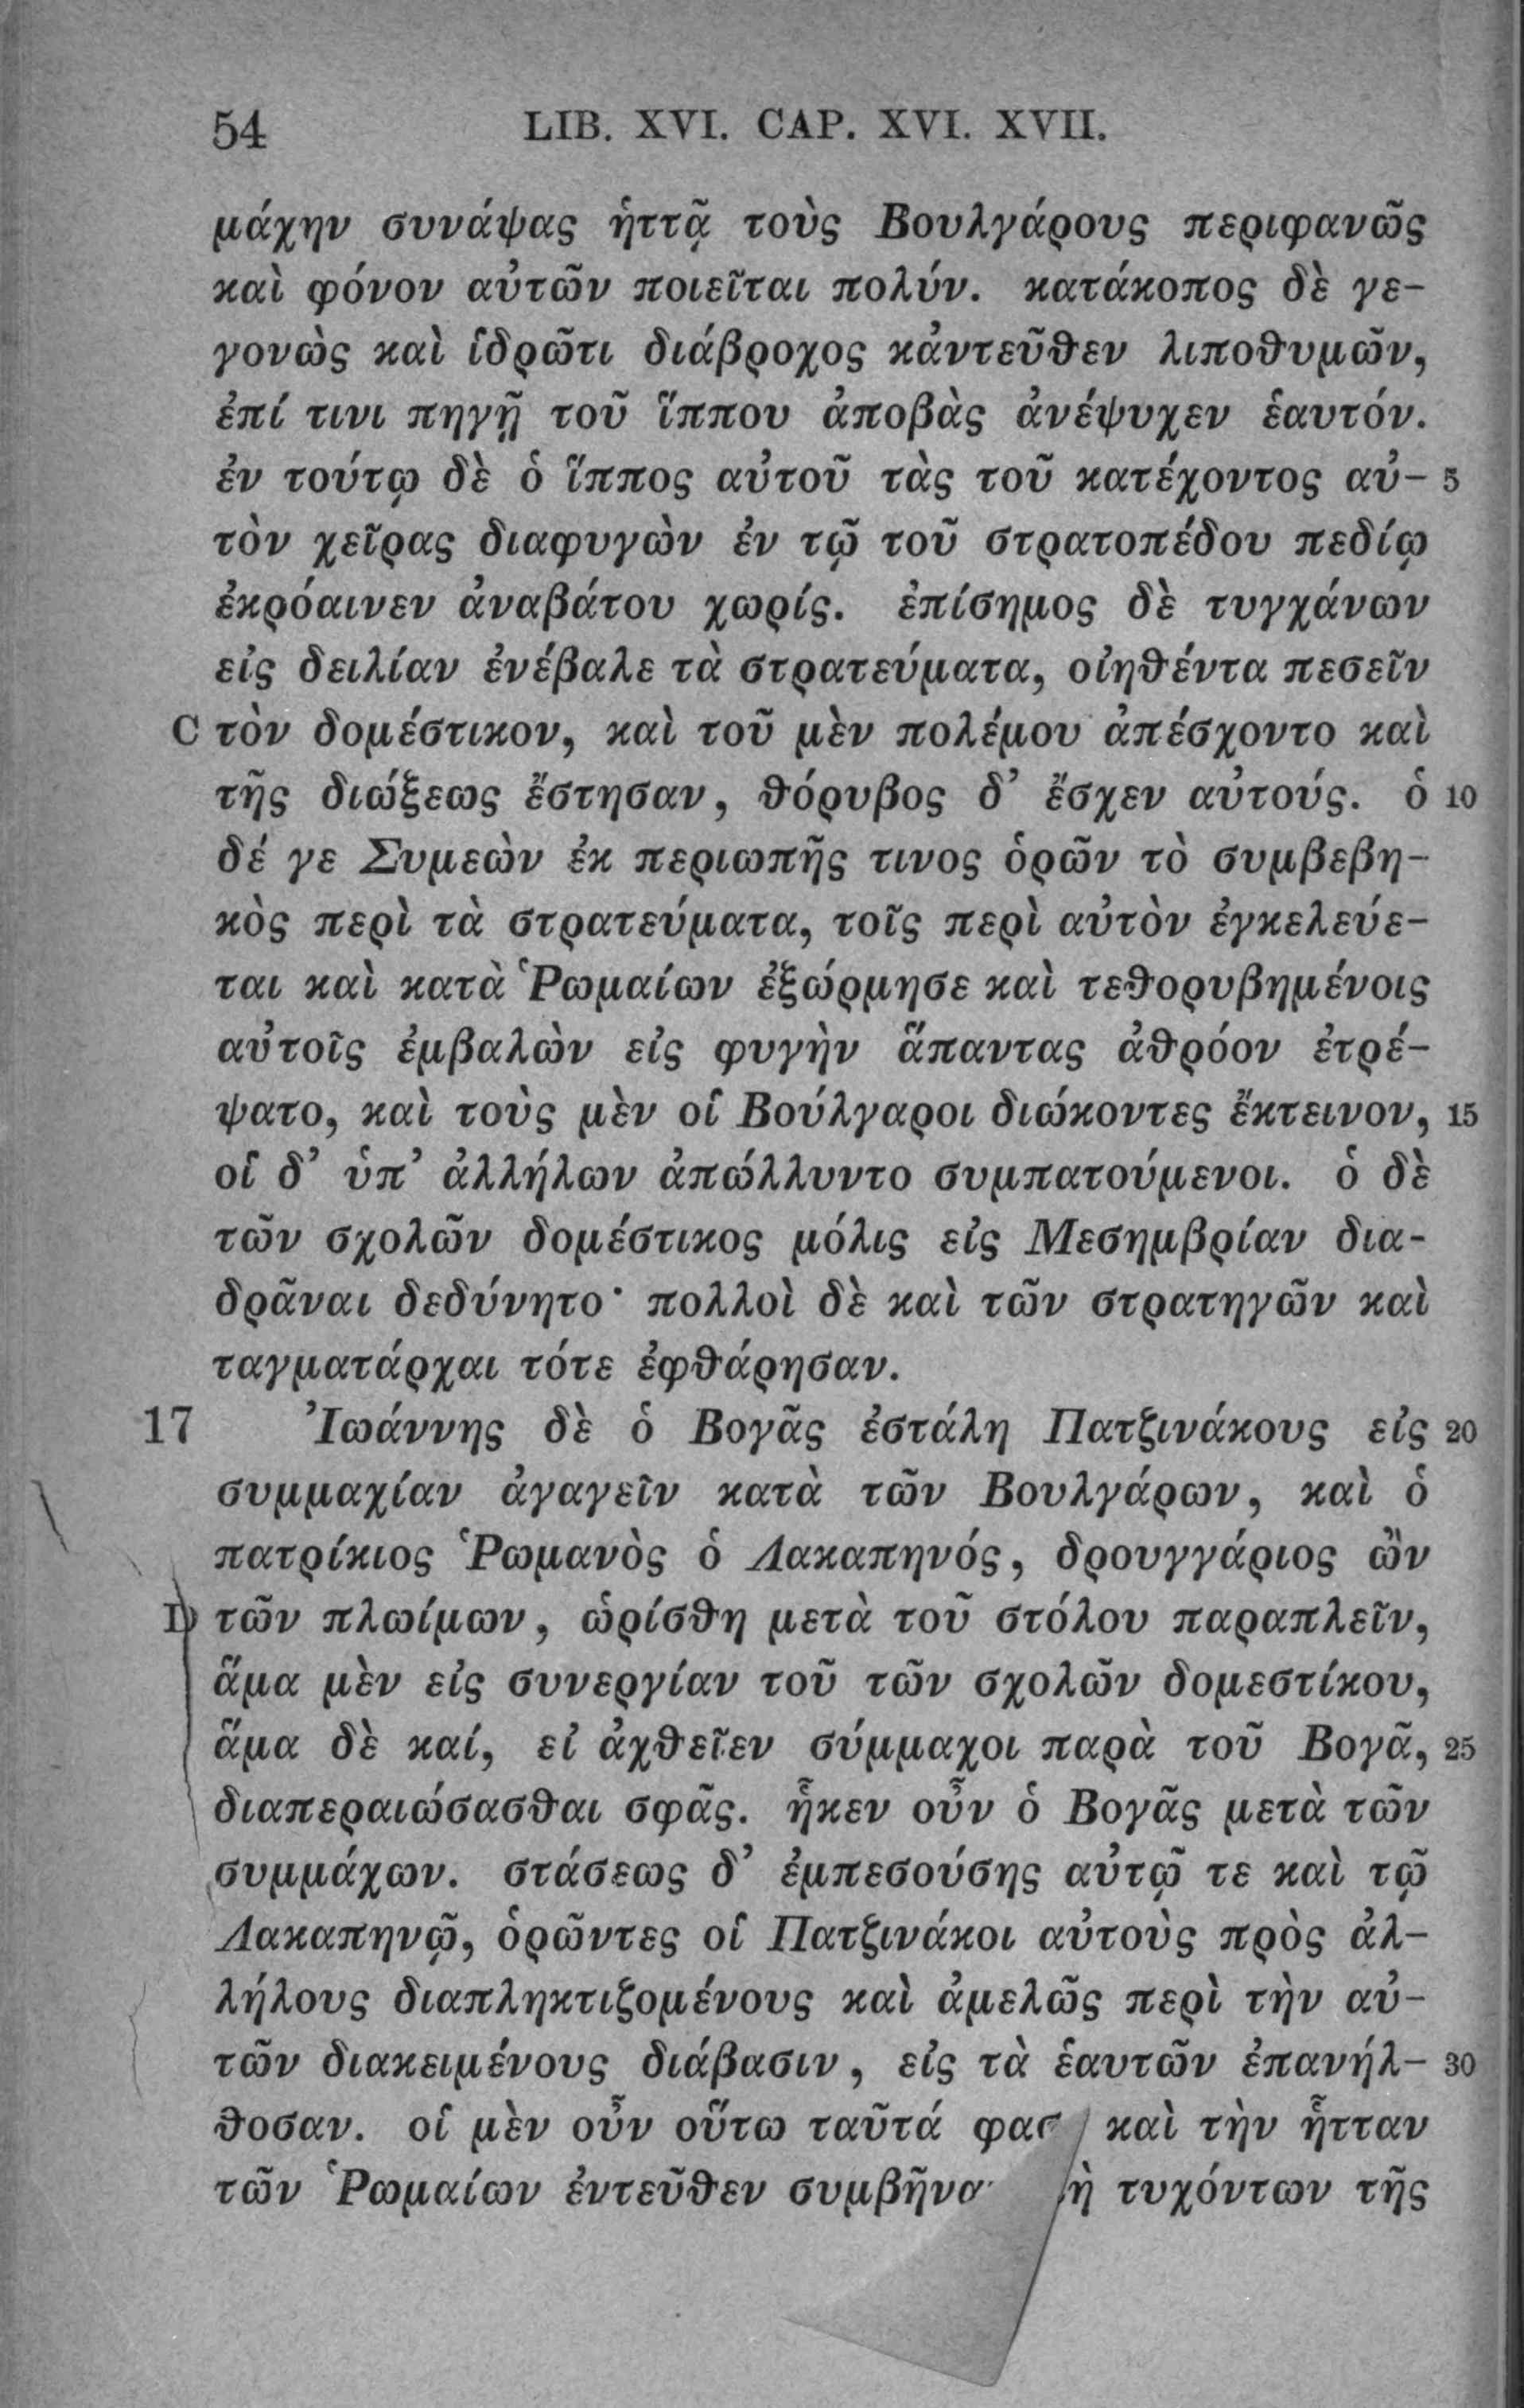 54 LIB. XVI. CAP. XVI. XVII.
μάχην συνάψας ἡττᾷ τοὺς Βουλγάρους περιφανῶς
καὶ φόνον αὐτῶν ποιεῖται πολύν. κατάκοπος δὲ γε-
γονὼς καὶ ἱδρῶτι διάβροχος κἀντεῦθεν λιποθυμῶν,
ἐπί τινι πηγῇ τοῦ ἵππου ἀποβὰς ἀνέψυχεν ἑαυτόν.
ἐν τούτῳ δὲ ὁ ἵππος αὐτοῦ τὰς τοῦ κατέχοντος αὐ- 5
τὸν χεῖρας διαφυγὼν ἐν τῷ τοῦ στρατοπέδου πεδίῳ
ἐκρόαινεν ἀναβάτου χωρίς. ἐπίσημος δὲ τυγχάνων
εἰς δειλίαν ἐνέβαλε τὰ στρατεύματα, οἰηθέντα πεσεῖν
C τὸν δομέστικον, καὶ τοῦ μὲν πολέμου ἀπέσχοντο καὶ
τῆς διώξεως ἔστησαν, θόρυβος δ’ ἔσχεν αὐτούς. ὁ 10
δέ γε Συμεὼν ἐκ περιωπῆς τινος ὁρῶν τὸ συμβεβη-
κὸς περὶ τὰ στρατεύματα, τοῖς περὶ αὐτὸν ἐγκελεύε-
ται καὶ κατὰ Ῥωμαίων ἐξώρμησε καὶ τεθορυβημένοις
αὐτοῖς ἐμβαλὼν εἰς φυγὴν ἅπαντας ἀθρόον ἐτρέ-
ψατο, καὶ τοὺς μὲν οἱ Βούλγαροι διώκοντες ἔκτεινον, 15
οἱ δ’ ὑπ’ ἀλλήλων ἀπώλλυντο συμπατούμενοι. ὁ δὲ
τῶν σχολῶν δομέστικος μόλις εἰς Μεσημβρίαν δια-
δρᾶναι δεδύνητο· πολλοὶ δὲ καὶ τῶν στρατηγῶν καὶ
ταγματάρχαι τότε ἐφθάρησαν.
17 Ἰωάννης δὲ ὁ Βογᾶς ἐστάλη Πατζινάκους εἰς 20
συμμαχίαν ἀγαγεῖν κατὰ τῶν Βουλγάρων, καὶ ὁ
πατρίκιος Ῥωμανὸς ὁ Λακαπηνός, δρουγγάριος ὢν
D τῶν πλωίμων, ὡρίσθη μετὰ τοῦ στόλου παραπλεῖν,
ἅμα μὲν εἰς συνεργίαν τοῦ τῶν σχολῶν δομεστίκου,
ἅμα δὲ καί, εἰ ἀχθεῖεν σύμμαχοι παρὰ τοῦ Βογᾶ, 25
διαπεραιώσασθαι σφᾶς. ἧκεν οὖν ὁ Βογᾶς μετὰ τῶν
συμμάχων. στάσεως δ’ ἐμπεσούσης αὐτῷ τε καὶ τῷ
Λακαπηνῷ, ὁρῶντες οἱ Πατζινάκοι αὐτοὺς πρὸς ἀλ-
λήλους διαπληκτιζομένους καὶ ἀμελῶς περὶ τὴν αὐ-
τῶν διακειμένους διάβασιν, εἰς τὰ ἑαυτῶν ἐπανήλ- 30
θοσαν. οἱ μὲν οὖν οὕτω ταῦτά καὶ τὴν ἧτταν
τῶν Ῥωμαίων ἐντεῦθεν τυχόντων τῆς